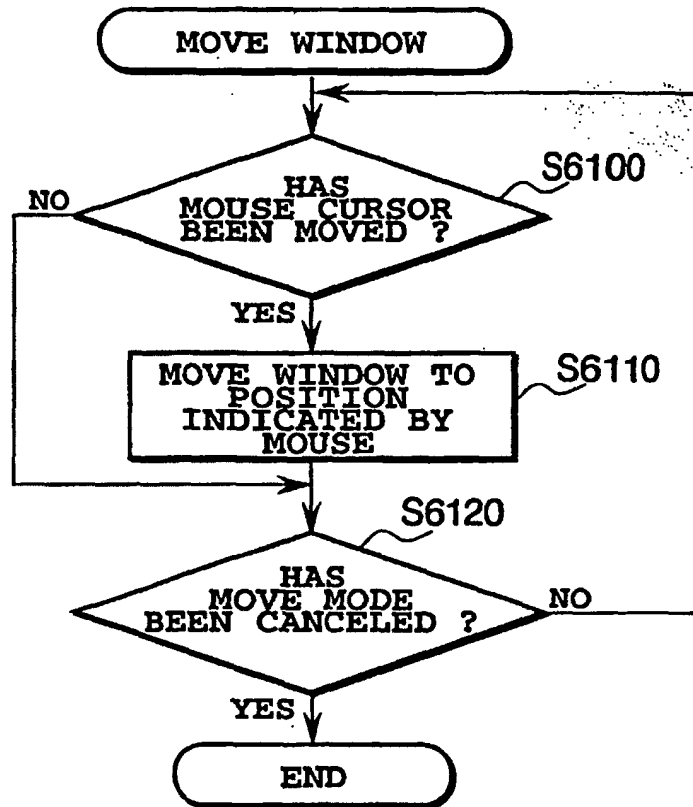 MOVE WINDOW
S6100
NO
HAS
MOUSE CURSOR
BEEN MOVED ?
YES
MOVE WINDOW TO
POSITION
INDICATED BY
MOUSE
S6110
S6120
HAS
MOVE MODE
BEEN CANCELED ?
NO
YES
END